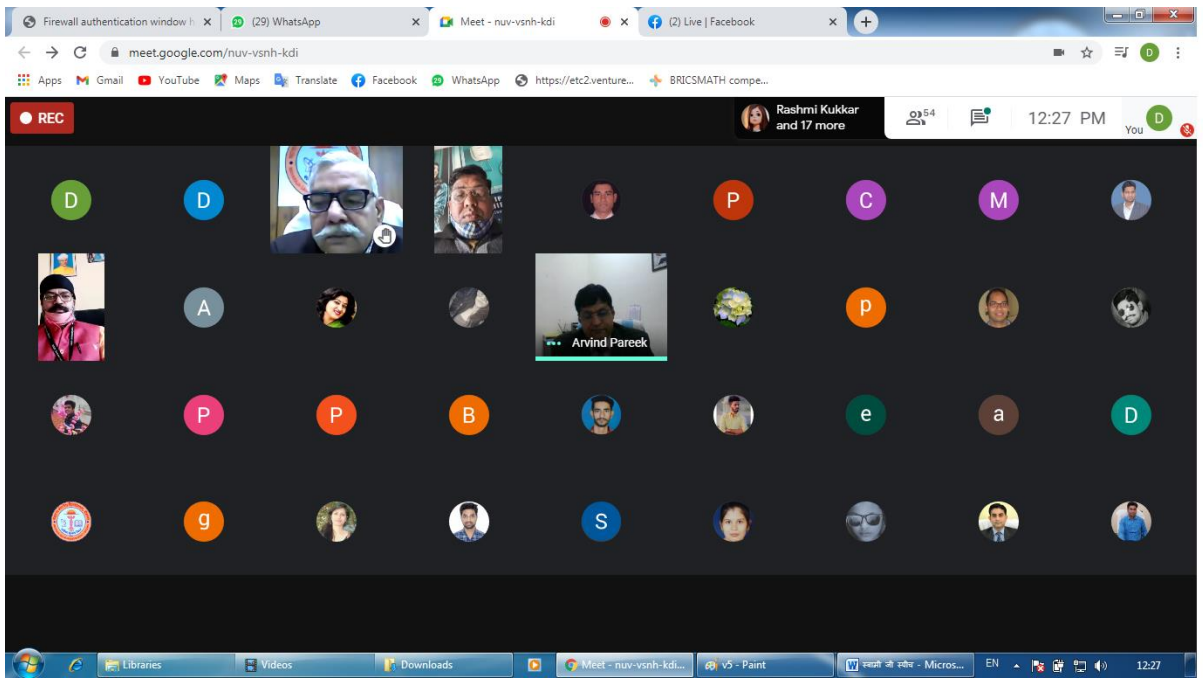 Firewall authentication window h
(29) WhatsApp
Meet - nuv-vsnh-kdi
(2) Live | Facebook
meet.google.com/nuv-vsnh-kdi
D
Apps
Gmail
YouTube
Maps
Translate
Facebook
WhatsApp
https://etc2.venture...
BRICSMATH compe...
REC
Rashmi Kukkar
and 17 more
54
12:27 PM
You
D
D
D
P
C
M
A
Arvind Pareek
p
P
P
B
e
a
D
g
S
Libraries
Videos
Downloads
Meet - nuv-vsnh-kdi...
v5 - Paint
स्वामी जी स्पीच - Micros...
EN
12:27